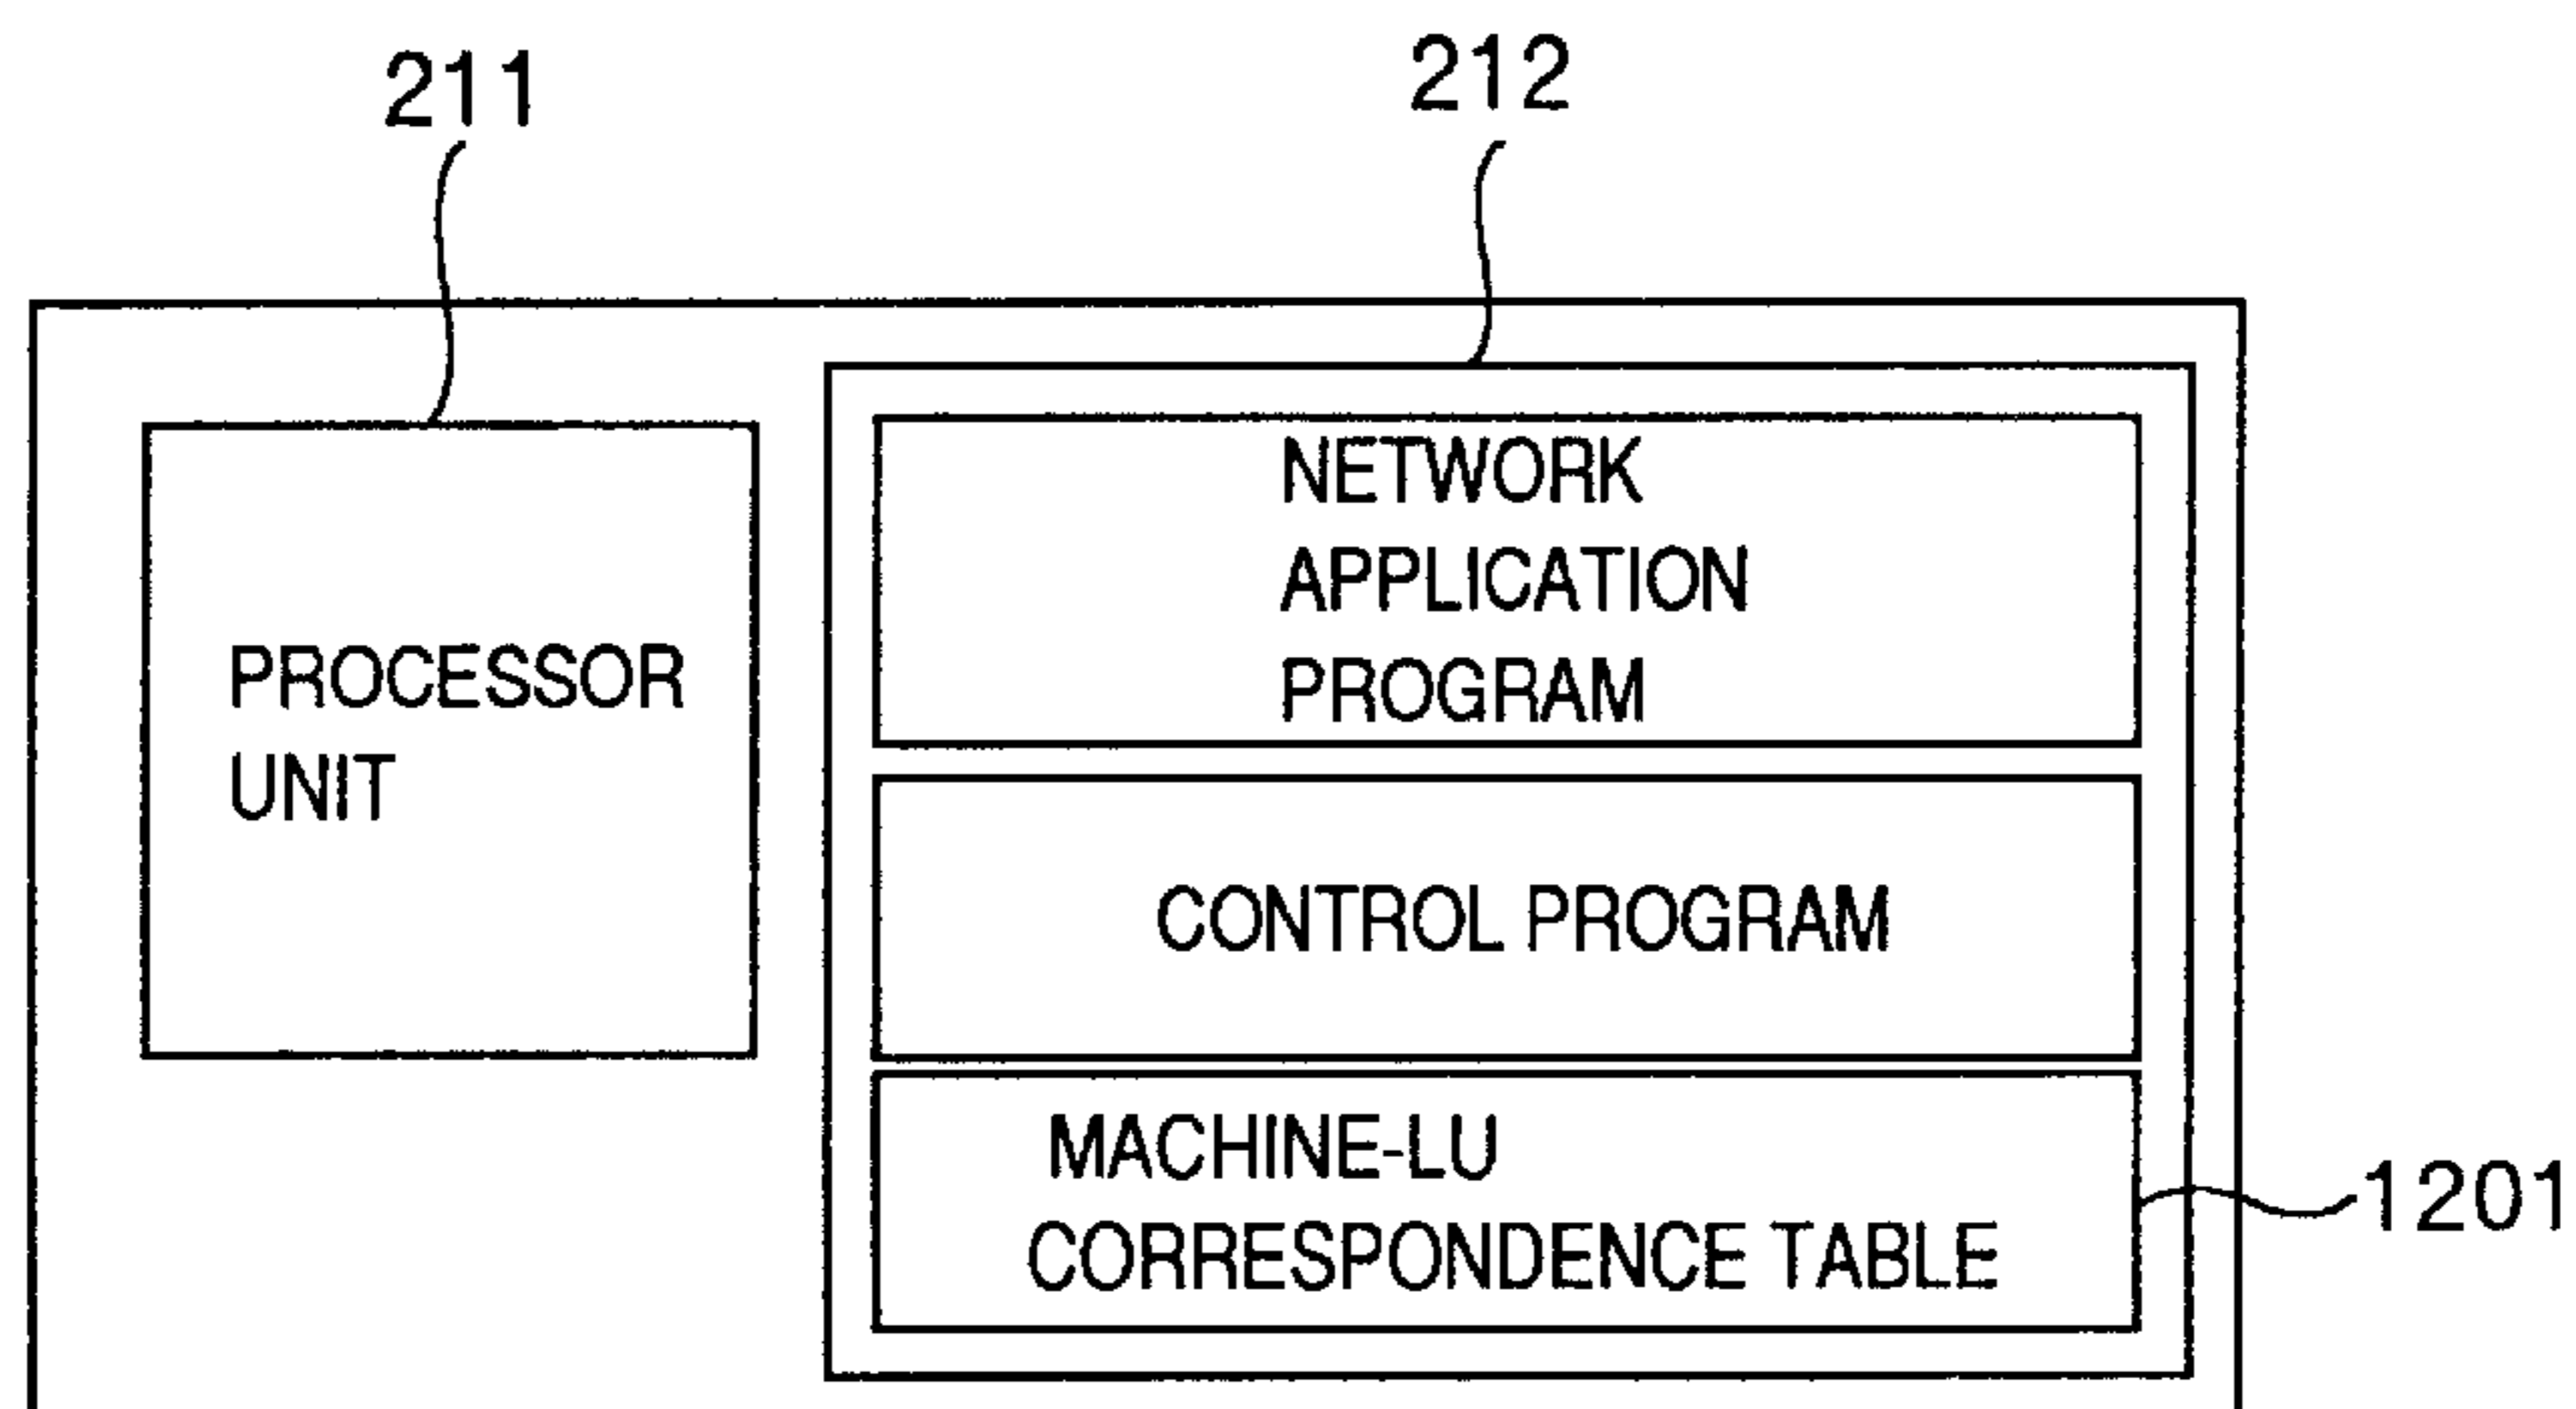 211
212
PROCESSOR
UNIT
NETWORK
APPLICATION
PROGRAM
CONTROL PROGRAM
MACHINE-LU
CORRESPONDENCE TABLE
1201